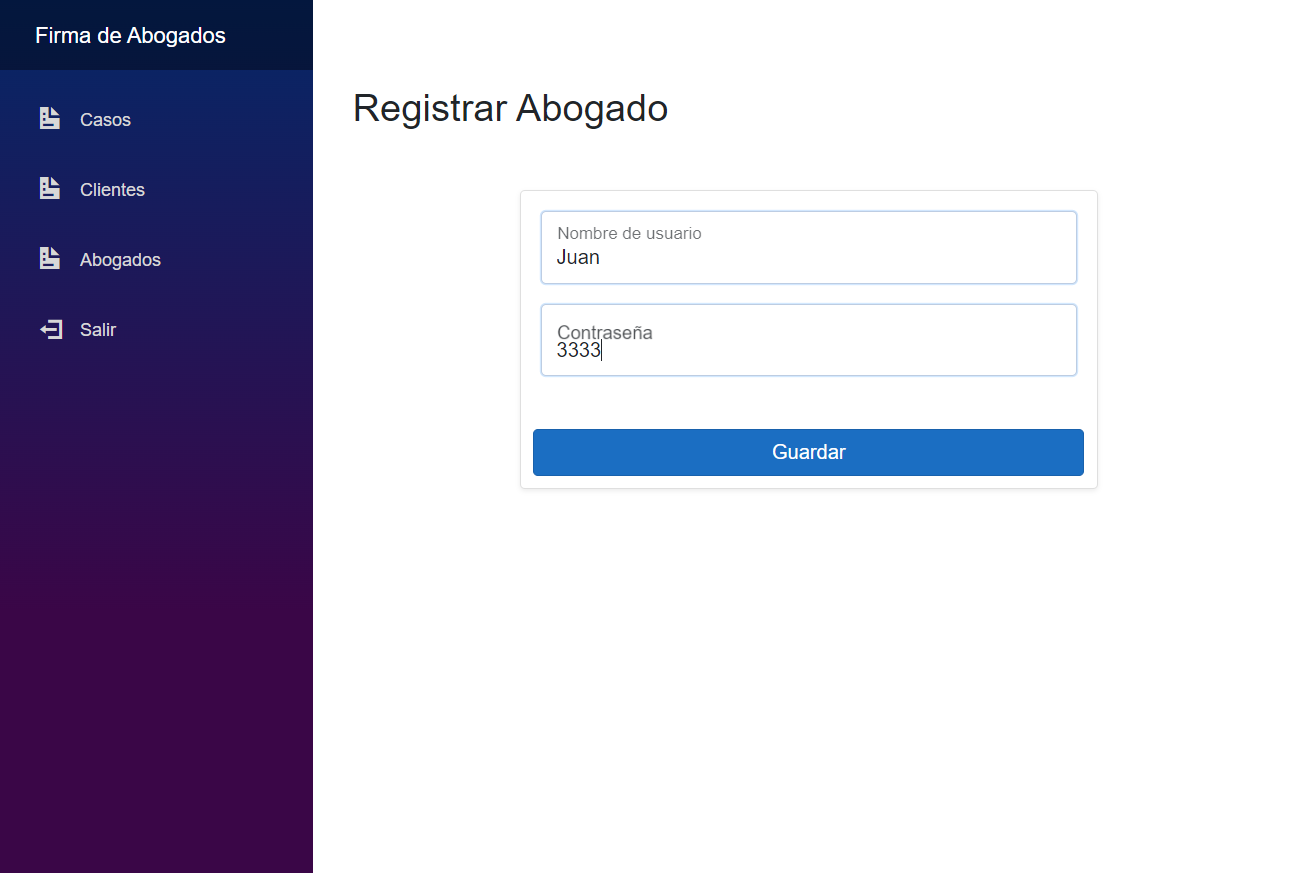 Firma de Abogados
Casos
Clientes
Abogados
Salir
Registrar Abogado
Nombre de usuario
Juan
Contraseña
3333
Guardar